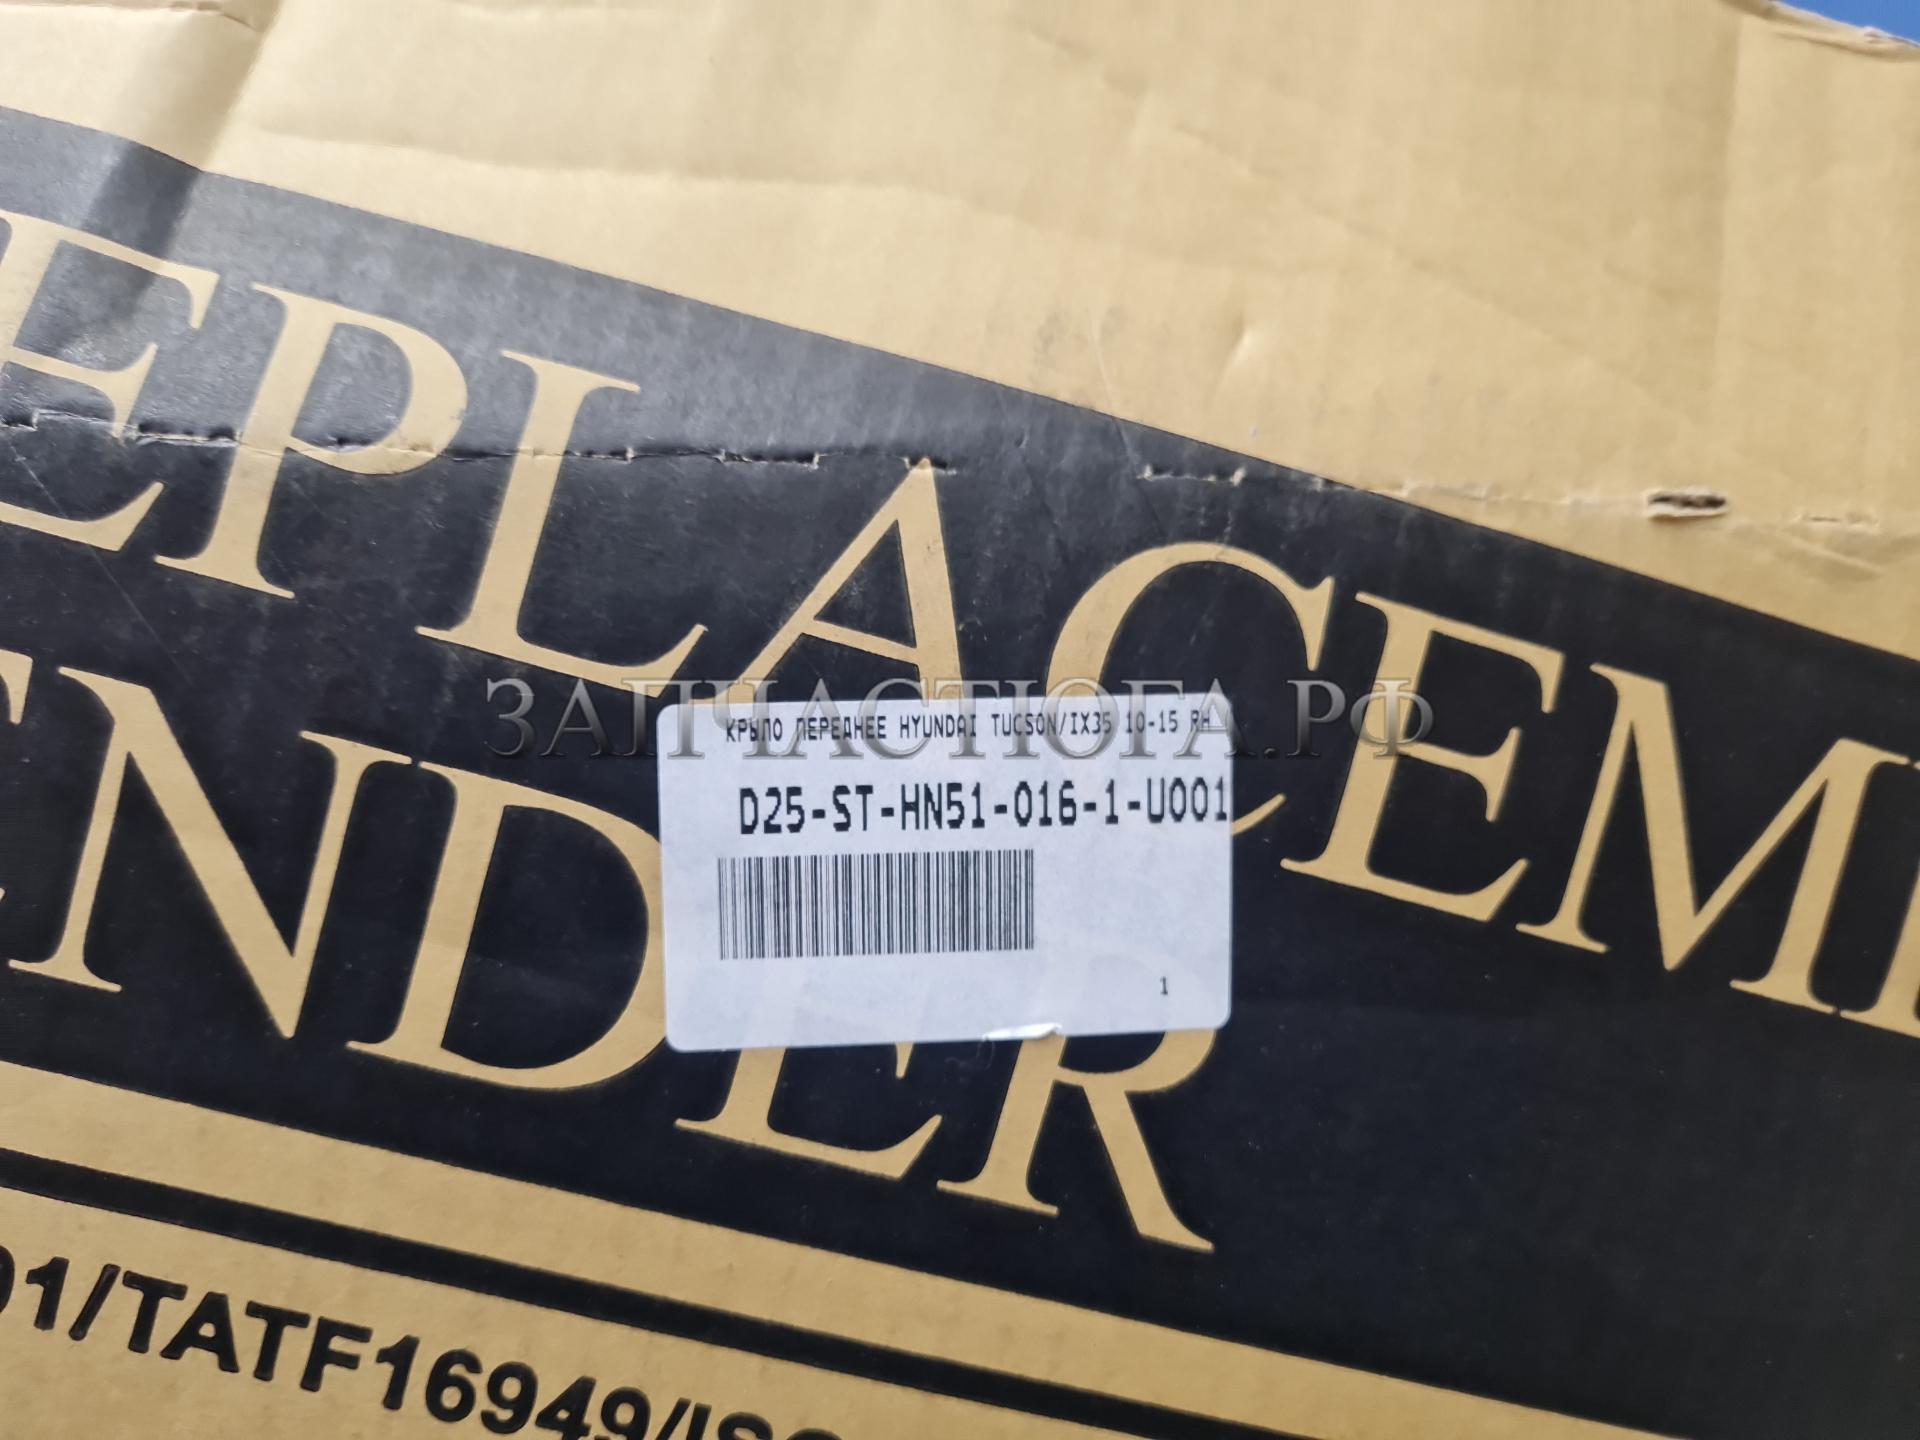 EPLACEM
ЗАПЧАСТЮГА.РФ
КРЫЛО ПЕРЕДНЕЕ HYUNDAI TUCSON/IX35 10-15 RH
D25-ST-HN51-016-1-U001
1
ENDER
01/TATF16949/IS